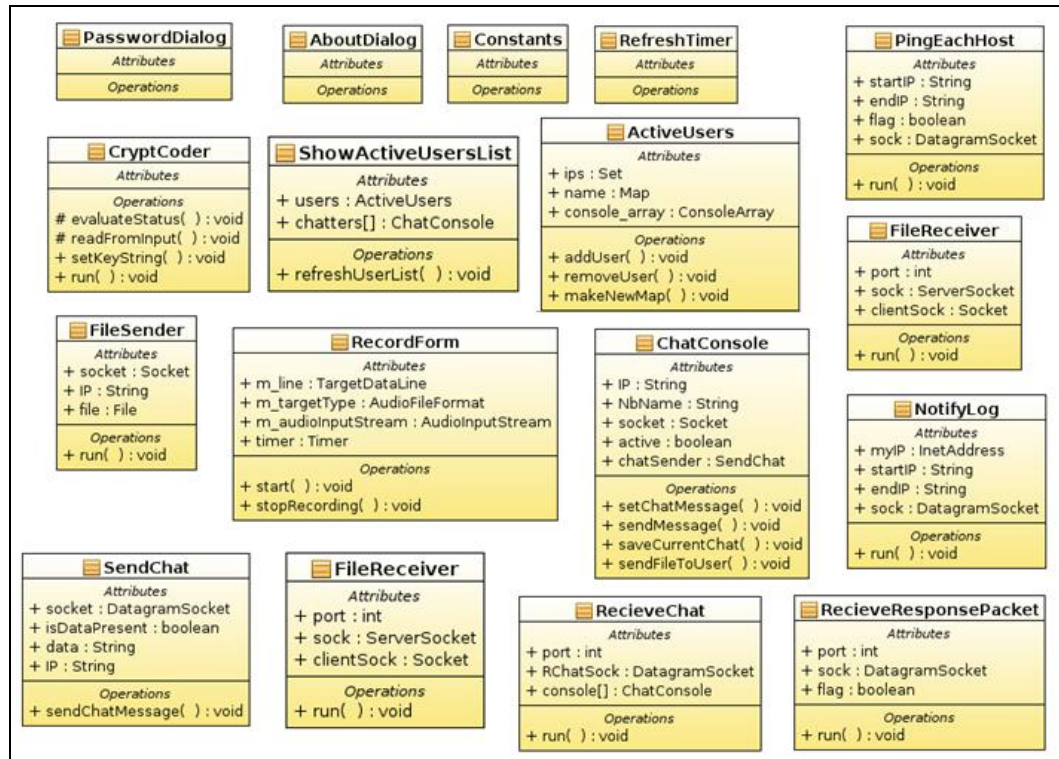 PasswordDialog
Attributes
Operations
AboutDialog
Attributes
Operations
Constants
Attributes
Operations
RefreshTimer
Attributes
Operations
PingEachHost
Attributes
+ startIP : String
+ endIP : String
+ flag : boolean
+ sock : DatagramSocket
Operations
+ run( ) : void
CryptCoder
Attributes
Operations
# evaluateStatus( ) : void
# readFromInput( ) : void
+ setKeyString( ) : void
+ run( ) : void
ShowActiveUsersList
Attributes
+ users : ActiveUsers
+ chatters[] : ChatConsole
Operations
+ refreshUserList( ) : void
ActiveUsers
Attributes
+ ips : Set
+ name : Map
+ console_array : ConsoleArray
Operations
+ addUser( ) : void
+ removeUser( ) : void
+ makeNewMap( ) : void
FileReceiver
Attributes
+ port : int
+ sock : ServerSocket
+ clientSock : Socket
Operations
+ run( ) : void
FileSender
Attributes
+ socket : Socket
+ IP : String
+ file : File
Operations
+ run( ) : void
RecordForm
Attributes
+ m_line : TargetDataLine
+ m_targetType : AudioFileFormat
+ m_audioInputStream : AudioInputStream
+ timer : Timer
Operations
+ start( ) : void
+ stopRecording( ) : void
ChatConsole
Attributes
+ IP : String
+ NbName : String
+ socket : Socket
+ active : boolean
+ chatSender : SendChat
Operations
+ setChatMessage( ) : void
+ sendMessage( ) : void
+ saveCurrentChat( ) : void
+ sendFileToUser( ) : void
NotifyLog
Attributes
+ myIP : InetAddress
+ startIP : String
+ endIP : String
+ sock : DatagramSocket
Operations
+ run( ) : void
SendChat
Attributes
+ socket : DatagramSocket
+ isDataPresent : boolean
+ data : String
+ IP : String
Operations
+ sendChatMessage( ) : void
FileReceiver
Attributes
+ port : int
+ sock : ServerSocket
+ clientSock : Socket
Operations
+ run( ) : void
RecieveChat
Attributes
+ port : int
+ RChatSock : DatagramSocket
+ console[] : ChatConsole
Operations
+ run( ) : void
RecieveResponsePacket
Attributes
+ port : int
+ sock : DatagramSocket
+ flag : boolean
Operations
+ run( ) : void